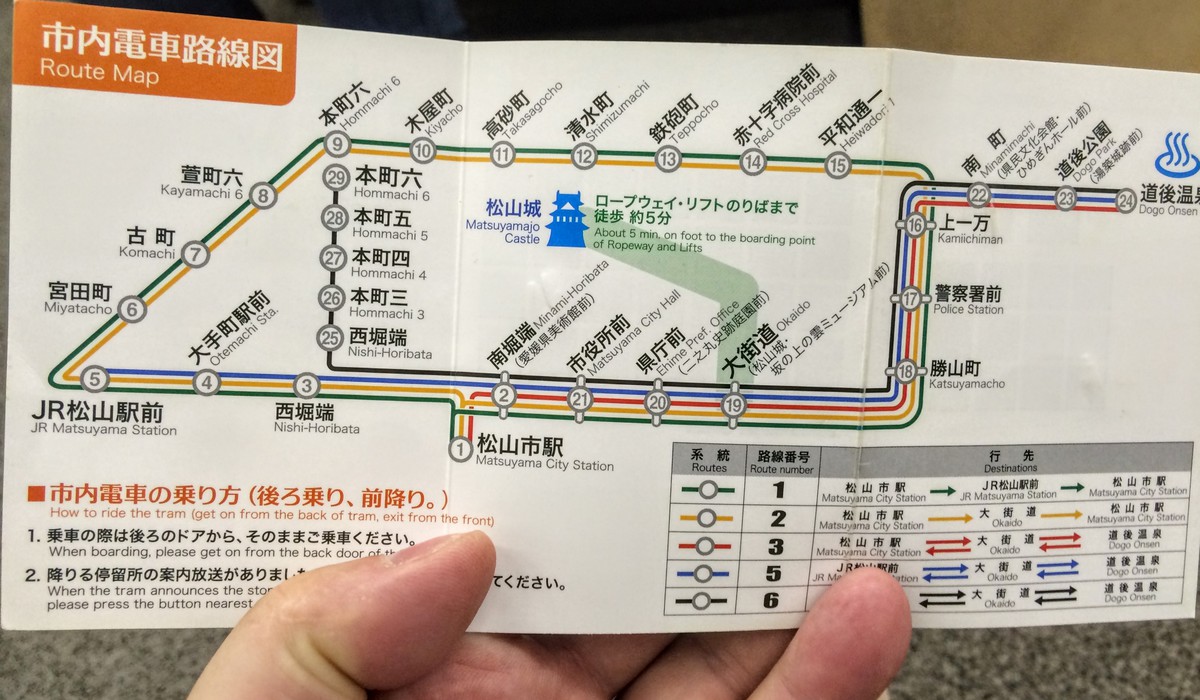 市内電車路線図
Route Map
9
本町六
Hommachi 6
10
木屋町
Kiyacho
11
高砂町
Takasagocho
12
清水町
Shimizumachi
13
鉄砲町
Teppocho
14
赤十字病院前
Red Cross Hospital
15
平和通一
Heiwadori 1
22
南町
Minamimachi
(県民文化会館・
ひめぎんホール前)
23
道後公園
Dogo Park
(湯築城跡前)
24
道後温泉
Dogo Onsen
8
萱町六
Kayamachi 6
7
古町
Komachi
6
宮田町
Miyatacho
5
JR松山駅前
JR Matsuyama Station
4
大手町駅前
Otemachi Sta.
3
西堀端
Nishi-Horibata
29
本町六
Hommachi 6
28
本町五
Hommachi 5
27
本町四
Hommachi 4
26
本町三
Hommachi 3
25
西堀端
Nishi-Horibata
松山城
Matsuyamajo
Castle
ロープウェイ・リフトのりばまで
徒歩 約5分
About 5 min. on foot to the boarding point
of Ropeway and Lifts
2
南堀端
Minami-Horibata
(愛媛県美術館前)
21
市役所前
Matsuyama City Hall
20
県庁前
Ehime Pref. Office
(二之丸史跡庭園前)
19
大街道
Okaido
(松山城・
坂の上の雲ミュージアム前)
16
上一万
Kamiichiman
17
警察署前
Police Station
18
勝山町
Katsuyamacho
1
松山市駅
Matsuyama City Station
■市内電車の乗り方(後ろ乗り、前降り。)
How to ride the tram (get on from the back of tram, exit from the front)
1. 乗車の際は後ろのドアから、そのままご乗車ください。
When boarding, please get on from the back door of
2. 降りる停留所の案内放送がありました てください。
When the tram announces the
please press the button nearest
系統 路線番号 行先
Routes Route number Destinations
1 松山市駅 JR松山駅前 松山市駅
Matsuyama City Station JR Matsuyama Station Matsuyama City Station
2 松山市駅 大街道 松山市駅
Matsuyama City Station Okaido Matsuyama City Station
3 松山市駅 大街道 道後温泉
Matsuyama City Station Okaido Dogo Onsen
5 JR松山駅前 大街道 道後温泉
JR Station Okaido Dogo Onsen
6 大街道 道後温泉
Okaido Dogo Onsen